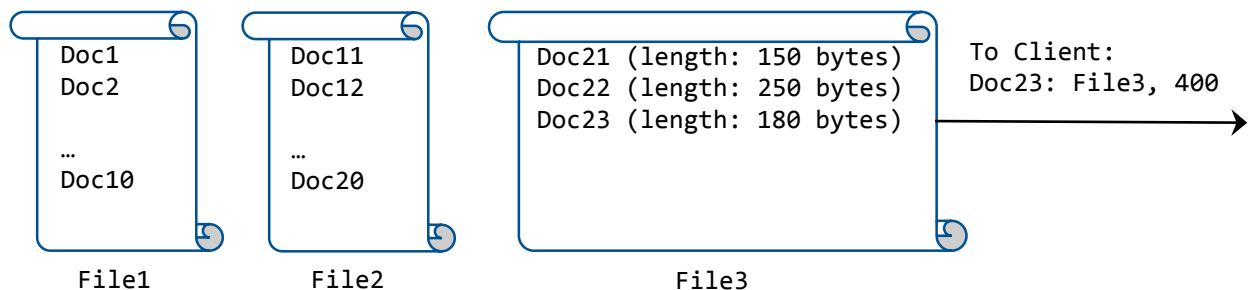 Doc1
Doc2
…
Doc10
File1
Doc11
Doc12
…
Doc20
File2
Doc21 (length: 150 bytes)
Doc22 (length: 250 bytes)
Doc23 (length: 180 bytes)
File3
To Client:
Doc23: File3, 400